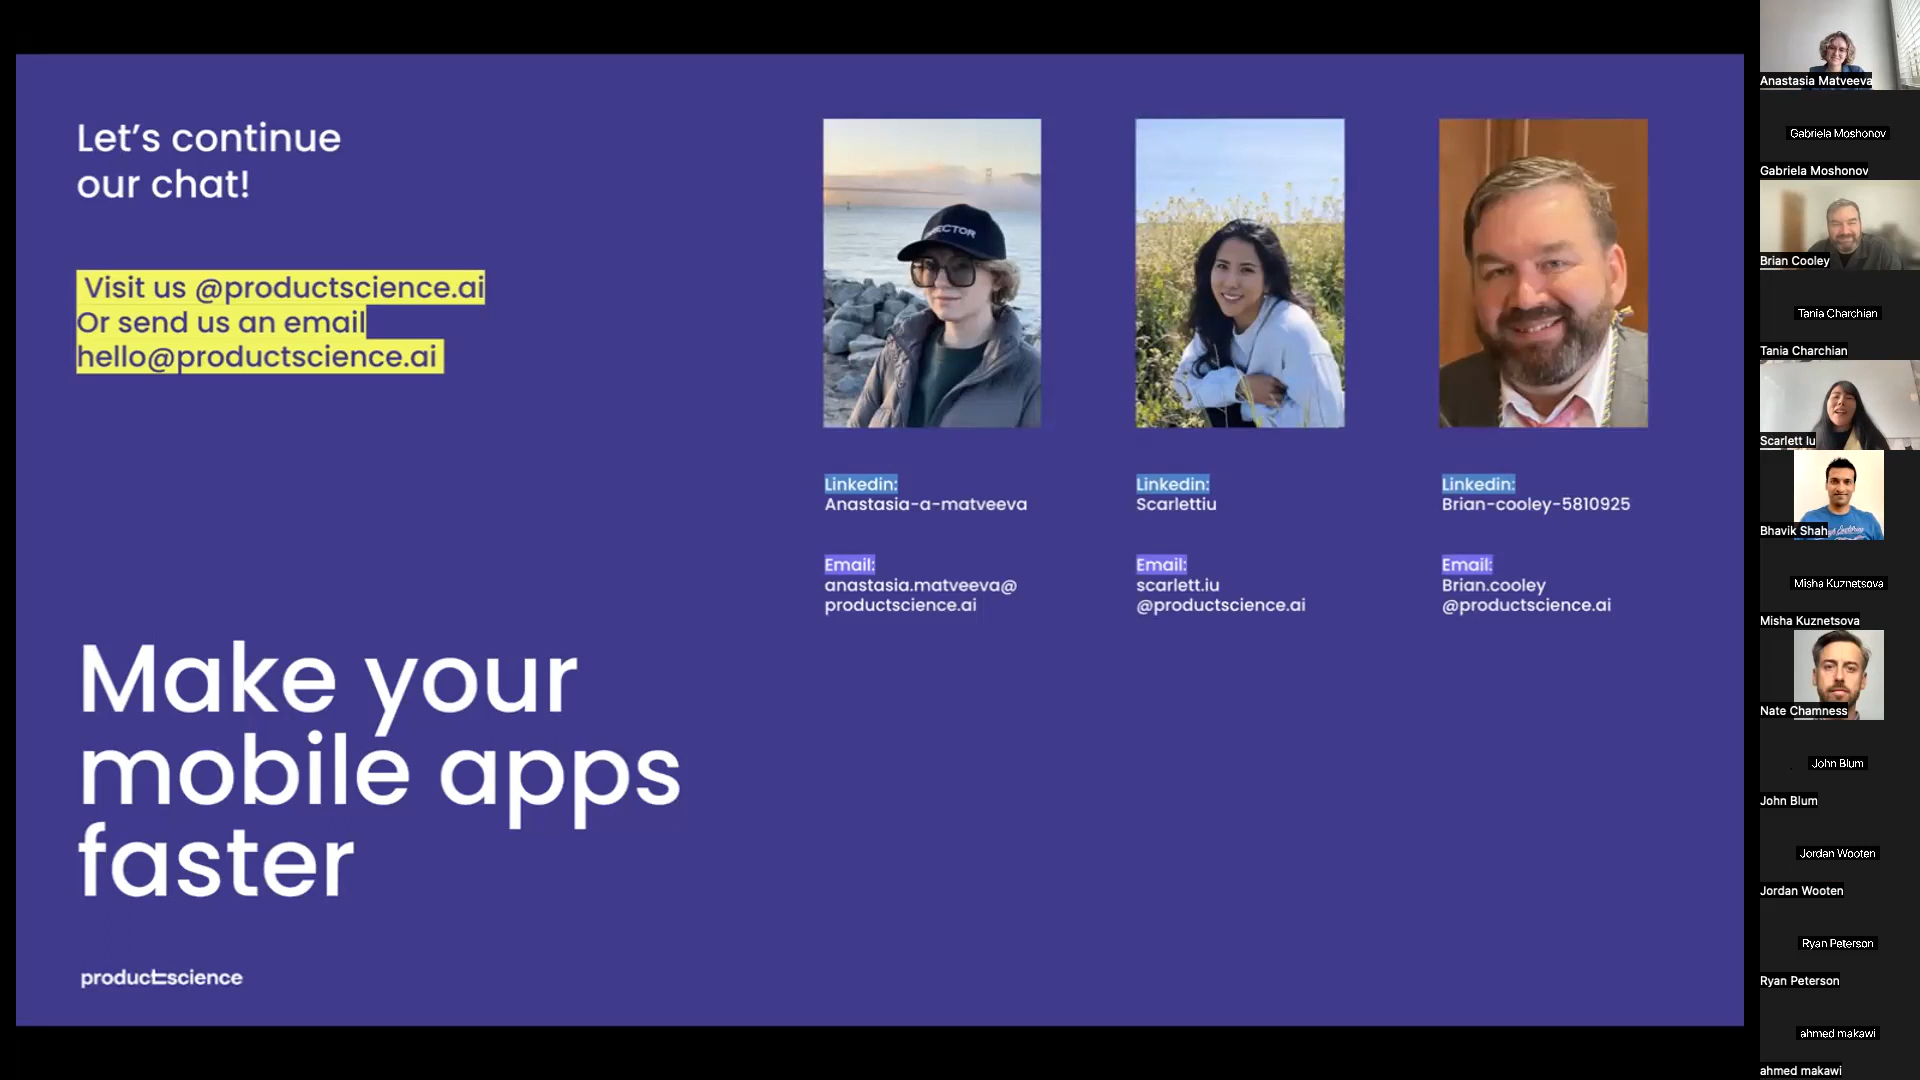 Let's continue
our chat!
Visit us @productscience.ai
Or send us an email
hello@productscience.ai
Make your
mobile apps
faster
productscience
Linkedin:
Anastasia-a-matveeva
Email:
anastasia.matveeva@
productscience.ai
Linkedin:
Scarlettiu
Email:
scarlett.iu
@productscience.ai
Linkedin:
Brian-cooley-5810925
Email:
Brian.cooley
@productscience.ai
Anastasia Matveeva
Gabriela Moshonov
Gabriela Moshonov
Brian Cooley
Tania Charchian
Tania Charchian
Scarlett Iu
Bhavik Shah
Misha Kuznetsova
Misha Kuznetsova
Nate Chamness
John Blum
John Blum
Jordan Wooten
Jordan Wooten
Ryan Peterson
Ryan Peterson
ahmed makawi
ahmed makawi